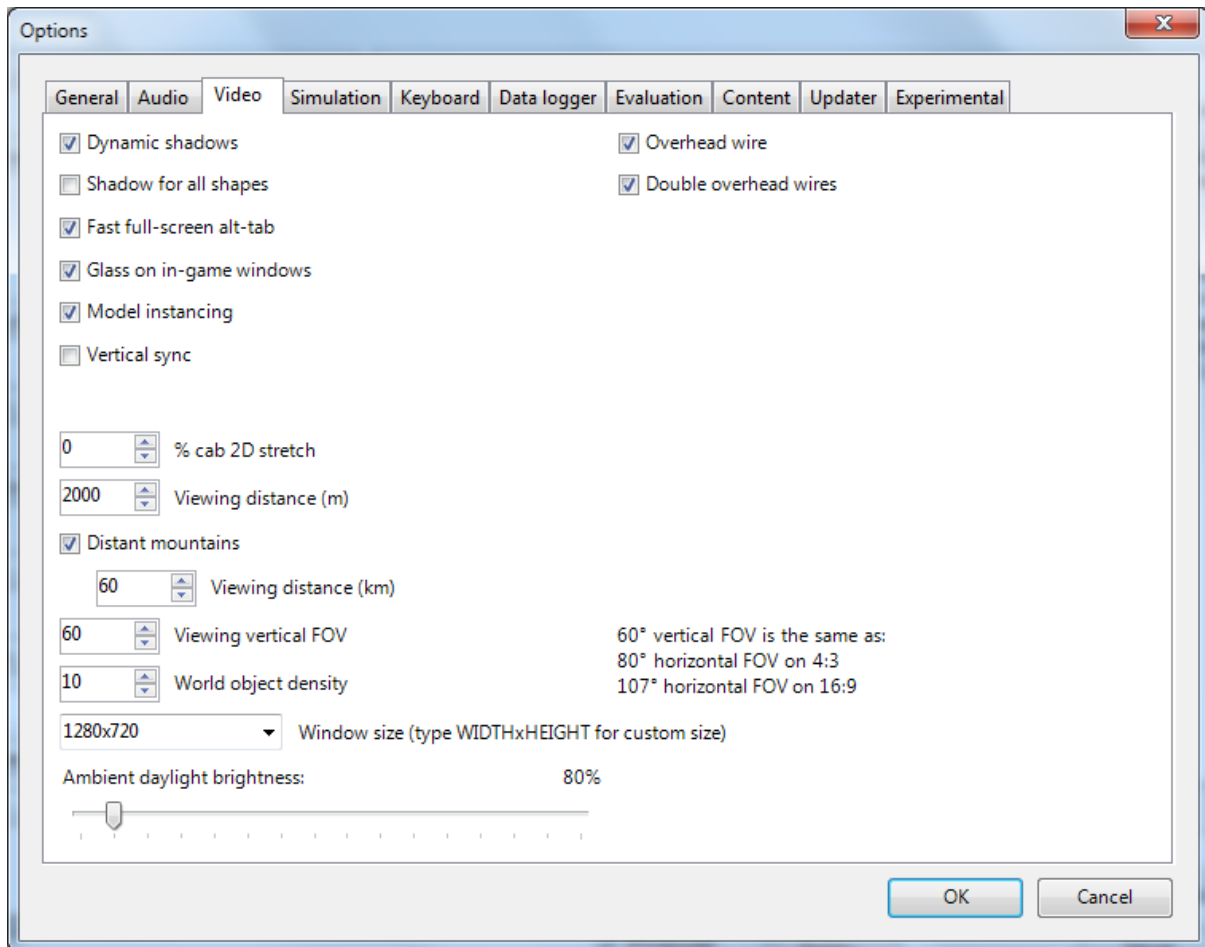 Options
General Audio Video Simulation Keyboard Data logger Evaluation Content Updater Experimental
Dynamic shadows
Overhead wire
Shadow for all shapes
Double overhead wires
Fast full-screen alt-tab
Glass on in-game windows
Model instancing
Vertical sync
0 % cab 2D stretch
2000 Viewing distance (m)
Distant mountains
60 Viewing distance (km)
60 Viewing vertical FOV
60° vertical FOV is the same as:
80° horizontal FOV on 4:3
10 World object density
107° horizontal FOV on 16:9
1280x720 Window size (type WIDTHxHEIGHT for custom size)
Ambient daylight brightness: 80%
OK Cancel